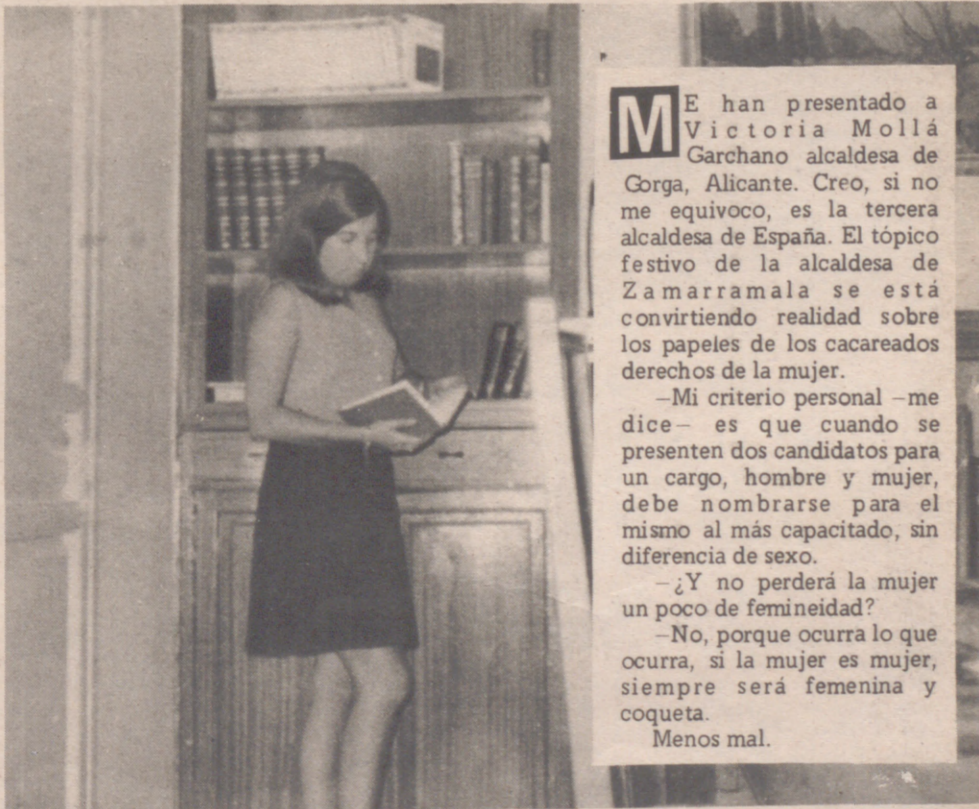 ME han presentado a
Victoria Mollá
Garchano alcaldesa de
Gorga, Alicante. Creo, si no
me equivoco, es la tercera
alcaldesa de España. El tópico
festivo de la alcaldesa de
Zamarramala se está
convirtiendo realidad sobre
los papeles de los cacareados
derechos de la mujer.
—Mi criterio personal —me
dice— es que cuando se
presenten dos candidatos para
un cargo, hombre y mujer,
debe nombrarse para el
mismo al más capacitado, sin
diferencia de sexo.
—¿Y no perderá la mujer
un poco de femineidad?
—No, porque ocurra lo que
ocurra, si la mujer es mujer,
siempre será femenina y
coqueta.
Menos mal.